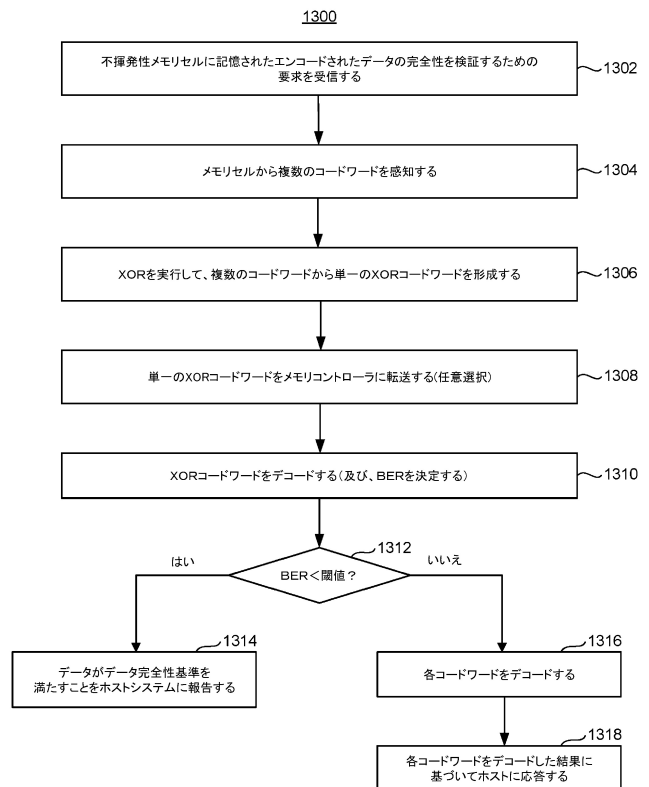 1300
不揮発性メモリセルに記憶されたエンコードされたデータの完全性を検証するための
要求を受信する
1302
メモリセルから複数のコードワードを感知する
1304
XORを実行して、複数のコードワードから単一のXORコードワードを形成する
1306
単一のXORコードワードをメモリコントローラに転送する(任意選択)
1308
XORコードワードをデコードする(及び、BERを決定する)
1310
1312
はい
BER<閾値?
いいえ
1314
データがデータ完全性基準を
満たすことをホストシステムに報告する
1316
各コードワードをデコードする
1318
各コードワードをデコードした結果に
基づいてホストに応答する